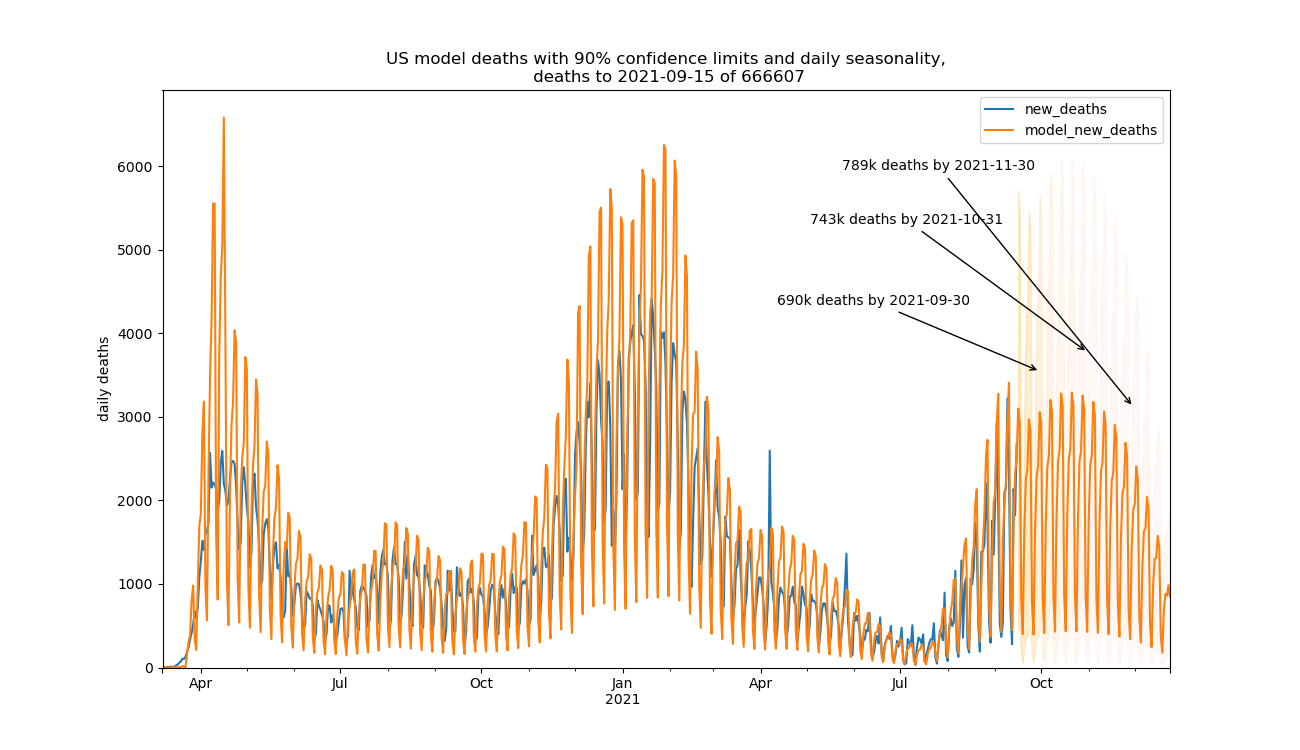 US model deaths with 90% confidence limits and daily seasonality,
deaths to 2021-09-15 of 666607
new_deaths
model_new_deaths
789k deaths by 2021-11-30
743k deaths by 2021-10-31
690k deaths by 2021-09-30
daily deaths
6000
5000
4000
3000
2000
1000
0
Apr
Jul
Oct
Jan
2021
Apr
Jul
Oct